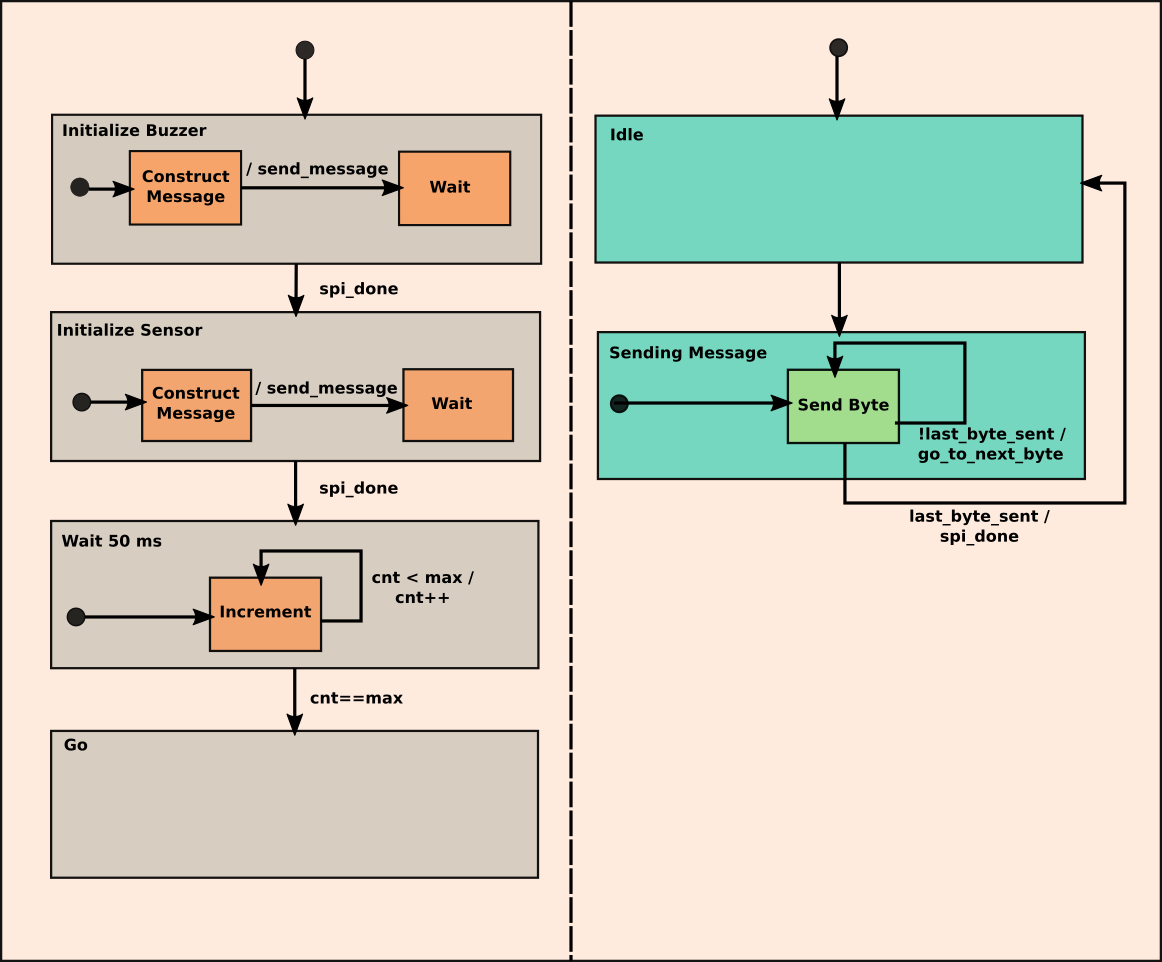 Initialize Buzzer
Construct
Message
/ send_message
Wait
spi_done
Initialize Sensor
Construct
Message
/ send_message
Wait
spi_done
Wait 50 ms
Increment
cnt < max /
cnt++
cnt==max
Go
Idle
Sending Message
Send Byte
!last_byte_sent /
go_to_next_byte
last_byte_sent /
spi_done